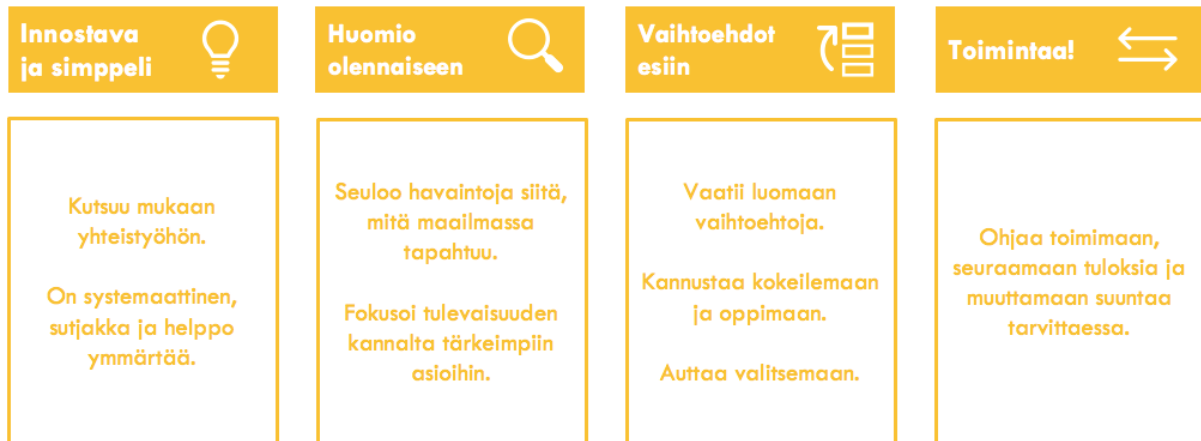 Innostava
ja simppeli
Huomio
olennaiseen
Vaihtoehdot
esiin
Toimintaa!
Kutsuu mukaan
yhteistyöhön.
On systemaattinen,
sutjakka ja helppo
ymmärtää.
Seuloo havaintoja siitä,
mitä maailmassa
tapahtuu.
Fokusoi tulevaisuuden
kannalta tärkeimpiin
asioihin.
Vaatii luomaan
vaihtoehtoja.
Kannustaa kokeilemaan
ja oppimaan.
Auttaa valitsemaan.
Ohjaa toimimaan,
seuraamaan tuloksia ja
muuttamaan suuntaa
tarvittaessa.